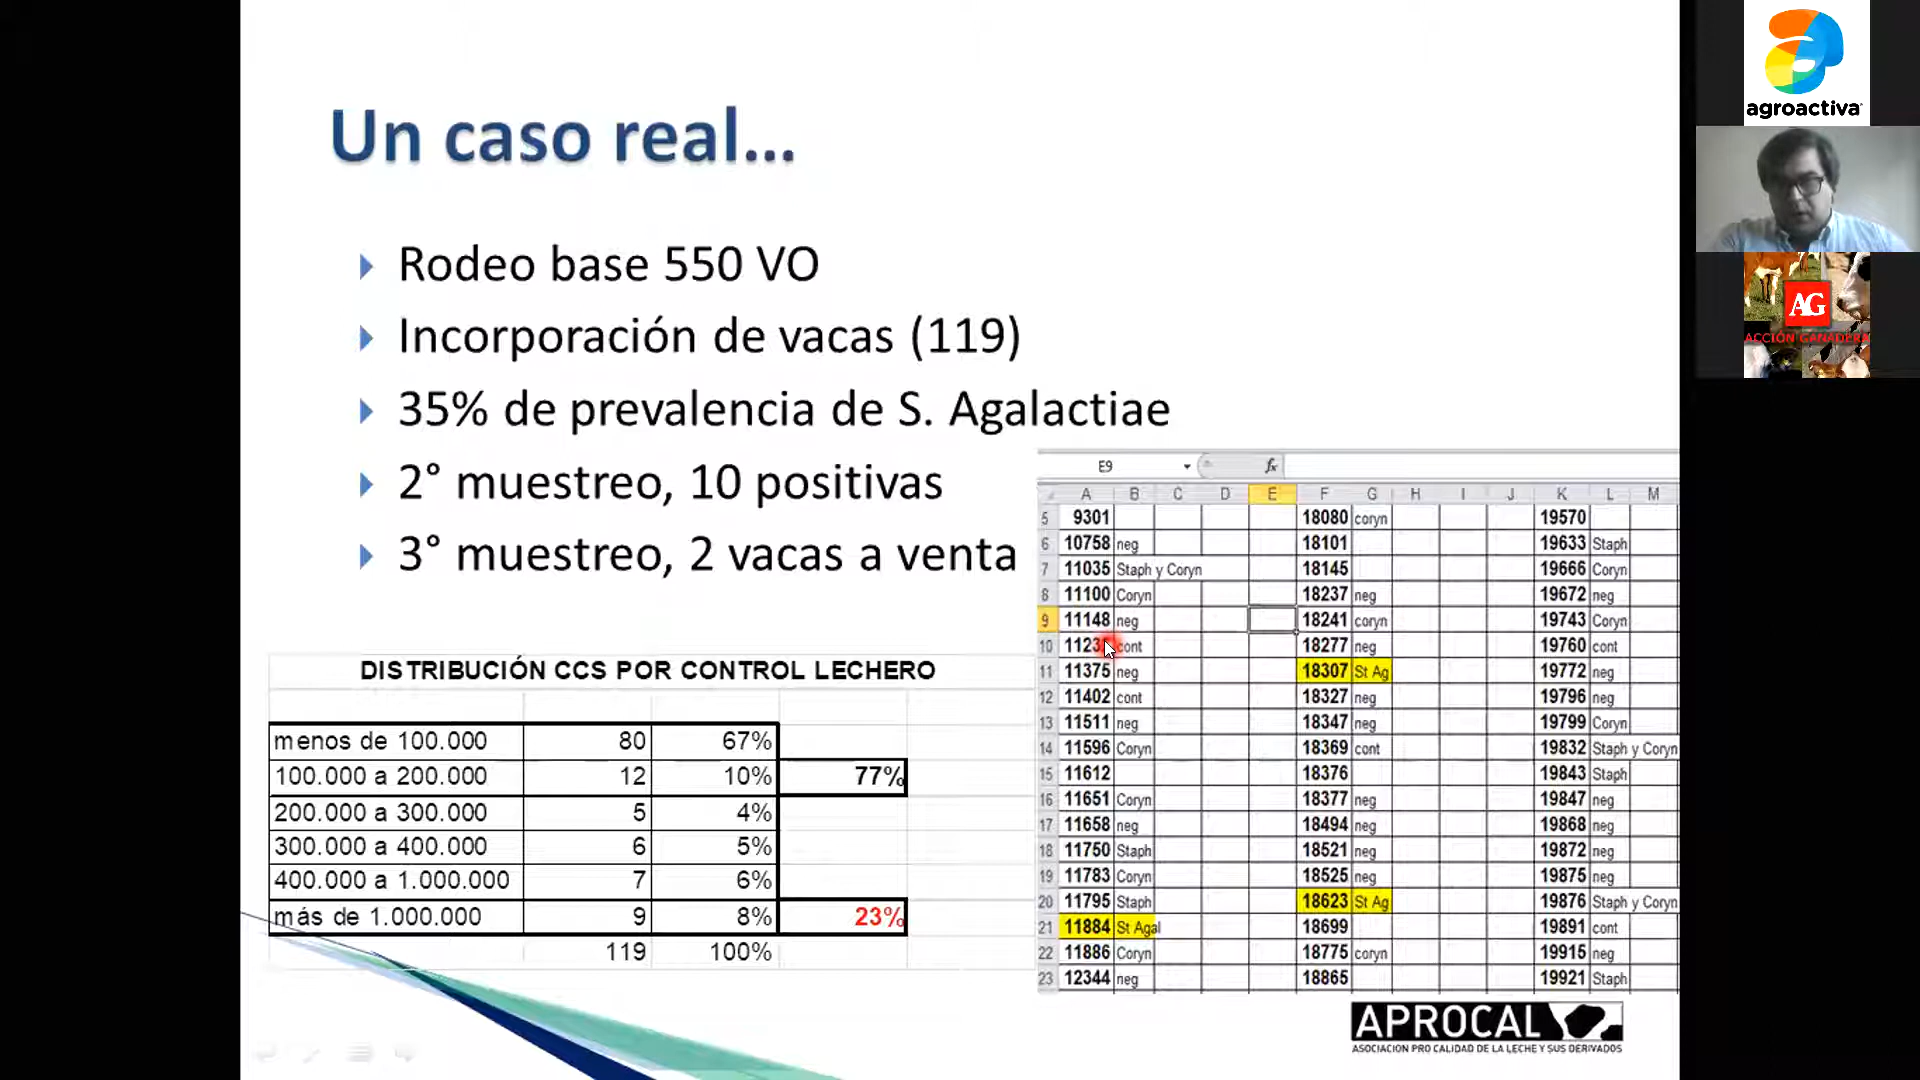 Un caso real...
Rodeo base 550 VO
Incorporación de vacas (119)
35% de prevalencia de S. Agalactiae
2° muestreo, 10 positivas
3° muestreo, 2 vacas a venta
DISTRIBUCIÓN CCS POR CONTROL LECHERO
menos de 100.000 80 67%
100.000 a 200.000 12 10% 77%
200.000 a 300.000 5 4%
300.000 a 400.000 6 5%
400.000 a 1.000.000 7 6%
más de 1.000.000 9 8% 23%
119 100%
E9 fx
A B C D E F G H I J K L M
5 9301 18080 coryn 19570
6 10758 neg 18101 19633 Staph
7 11035 Staph y Coryn 18145 19666 Coryn
8 11100 Coryn 18237 neg 19672 neg
9 11148 neg 18241 coryn 19743 Coryn
10 cont 18277 neg 19760 cont
11 11375 neg 18307 St Ag 19772 neg
12 11402 cont 18327 neg 19796 neg
13 11511 neg 18347 neg 19799 Coryn
14 11596 Coryn 18369 cont 19832 Staph y Coryn
15 11612 18376 19843 Staph
16 11651 Coryn 18377 neg 19847 neg
17 11658 neg 18494 neg 19868 neg
18 11750 Staph 18521 neg 19872 neg
19 11783 Coryn 18525 neg 19875 neg
20 11795 Staph 18623 St Ag 19876 Staph y Coryn
21 11884 St Agal 18699 19891 cont
22 11886 Coryn 18775 coryn 19915 neg
23 12344 neg 18865 19921 Staph
APROCAL
ASOCIACION PRO CALIDAD DE LA LECHE Y SUS DERIVADOS
agroactiva
AG
ACCIÓN GANADERA